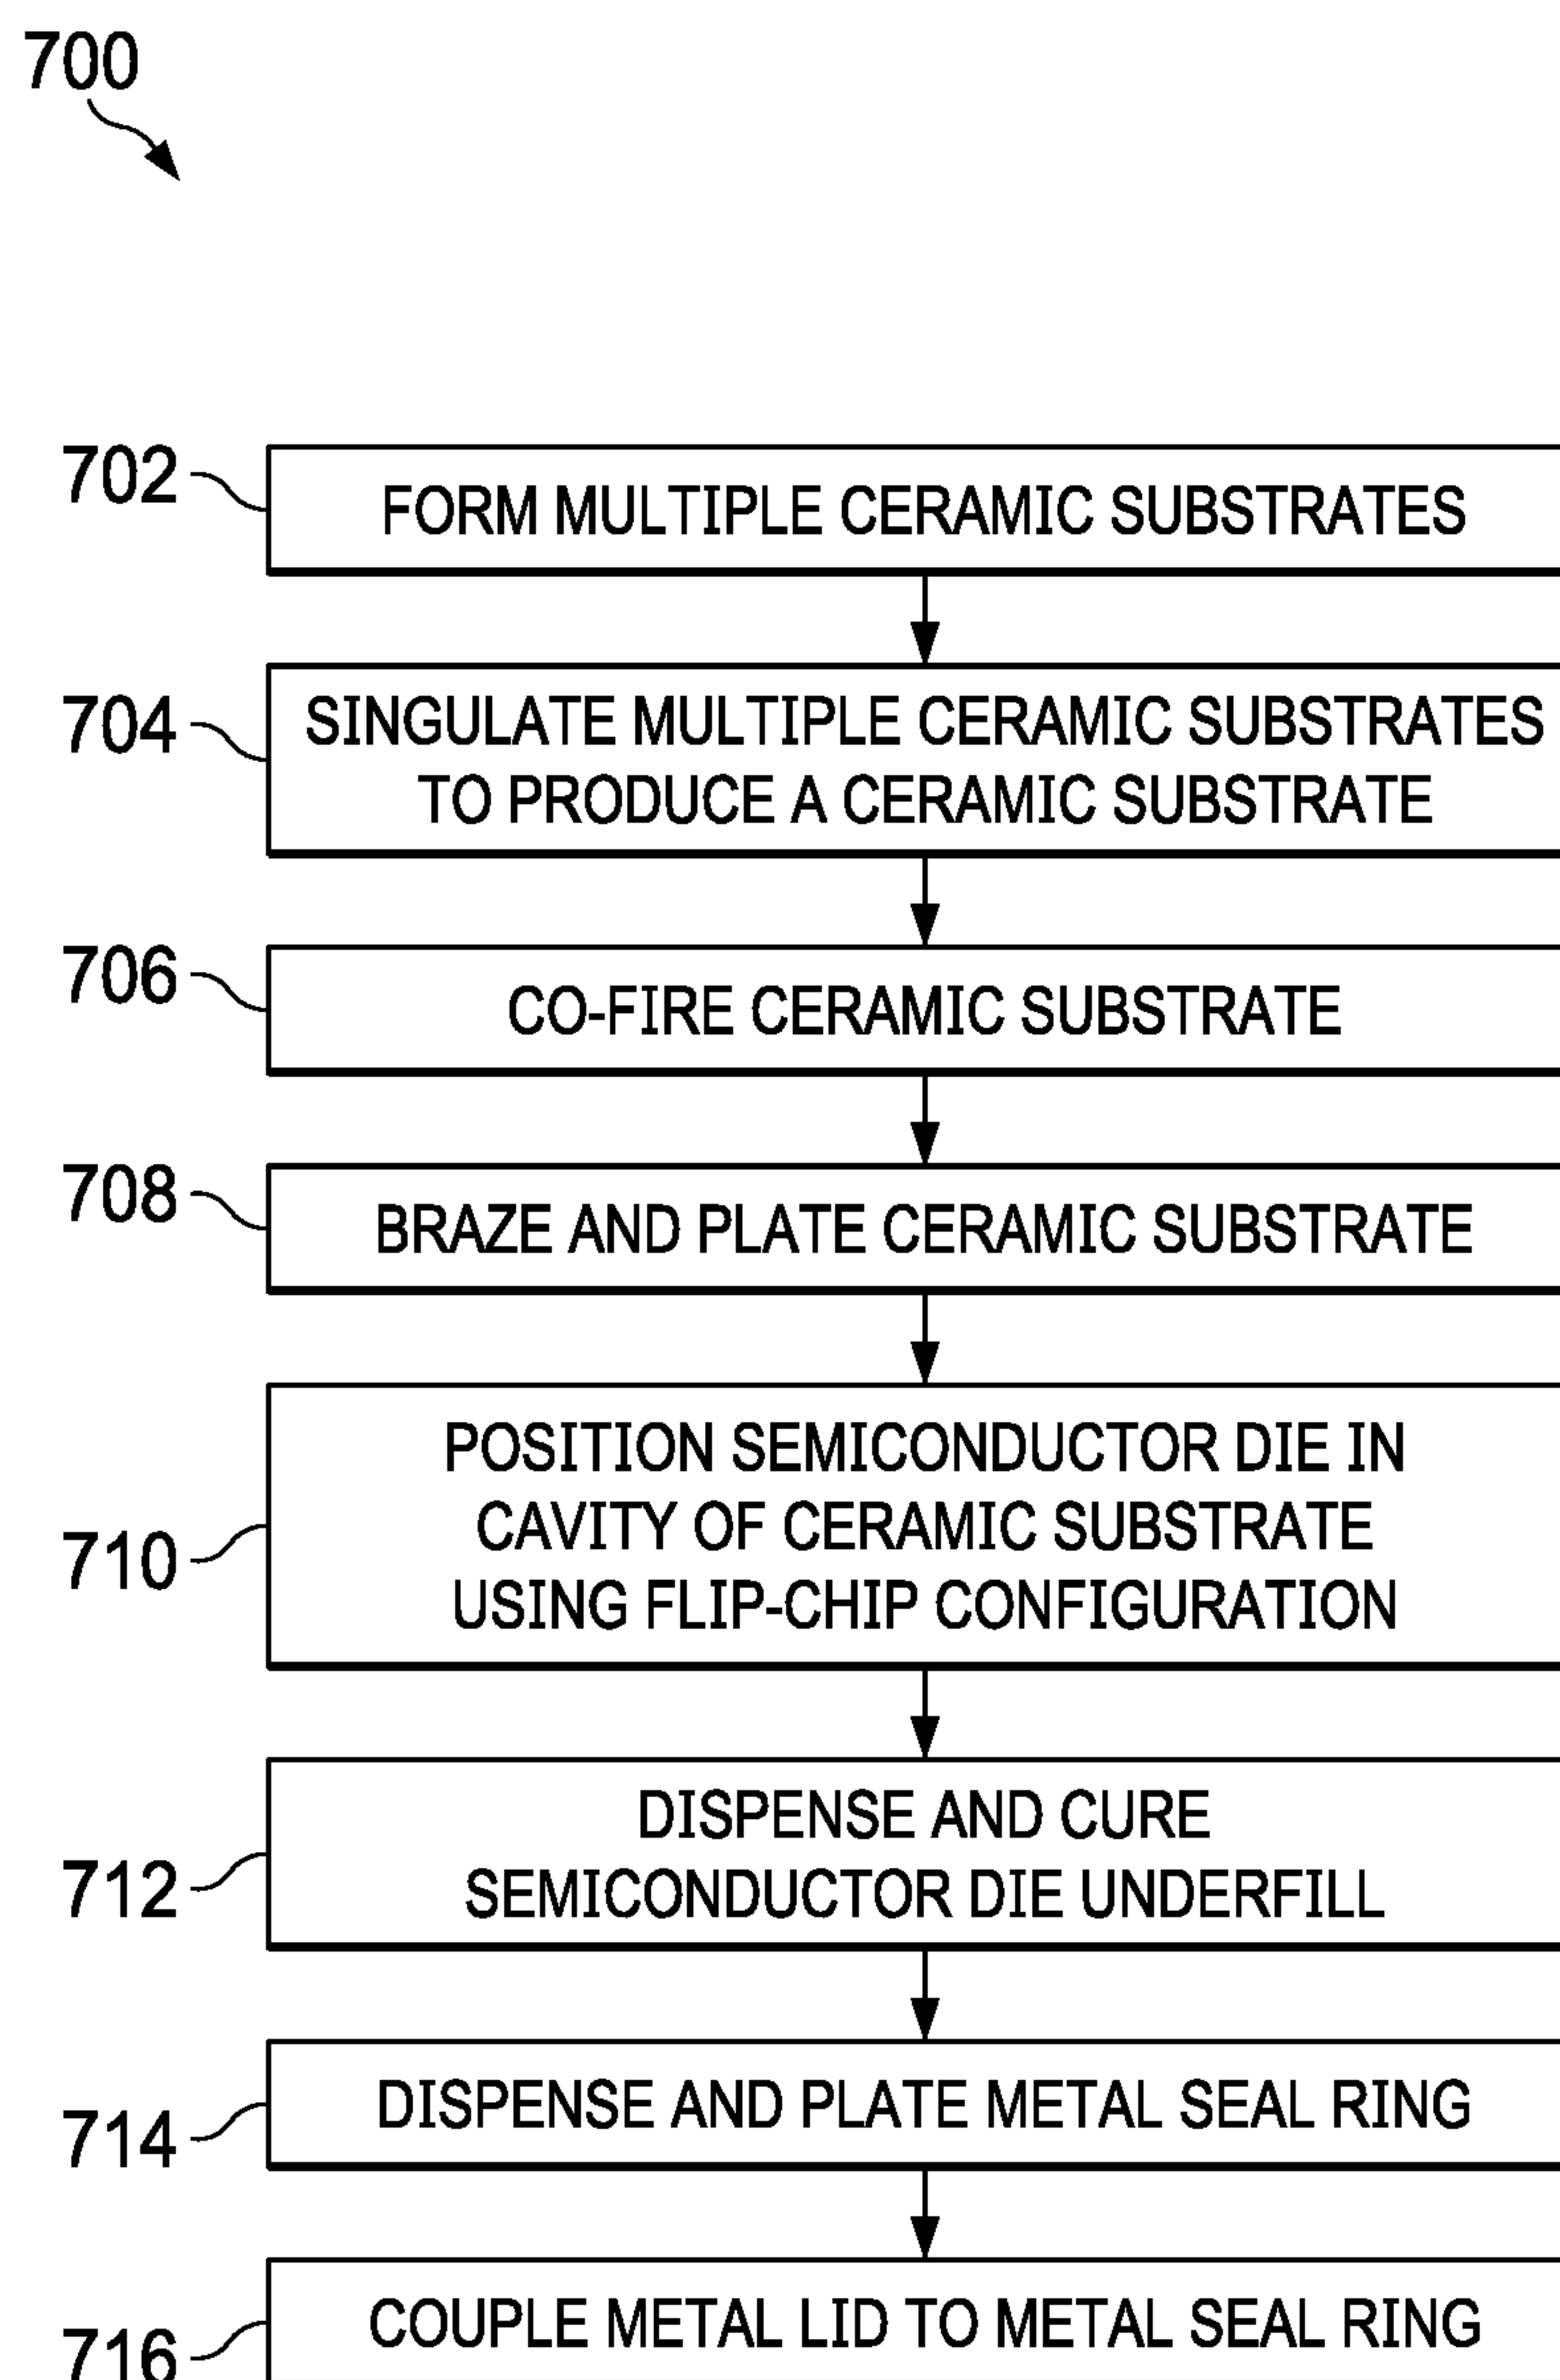 700
702
FORM MULTIPLE CERAMIC SUBSTRATES
704
SINGULATE MULTIPLE CERAMIC SUBSTRATES
TO PRODUCE A CERAMIC SUBSTRATE
706
CO-FIRE CERAMIC SUBSTRATE
708
BRAZE AND PLATE CERAMIC SUBSTRATE
710
POSITION SEMICONDUCTOR DIE IN
CAVITY OF CERAMIC SUBSTRATE
USING FLIP-CHIP CONFIGURATION
712
DISPENSE AND CURE
SEMICONDUCTOR DIE UNDERFILL
714
DISPENSE AND PLATE METAL SEAL RING
716
COUPLE METAL LID TO METAL SEAL RING